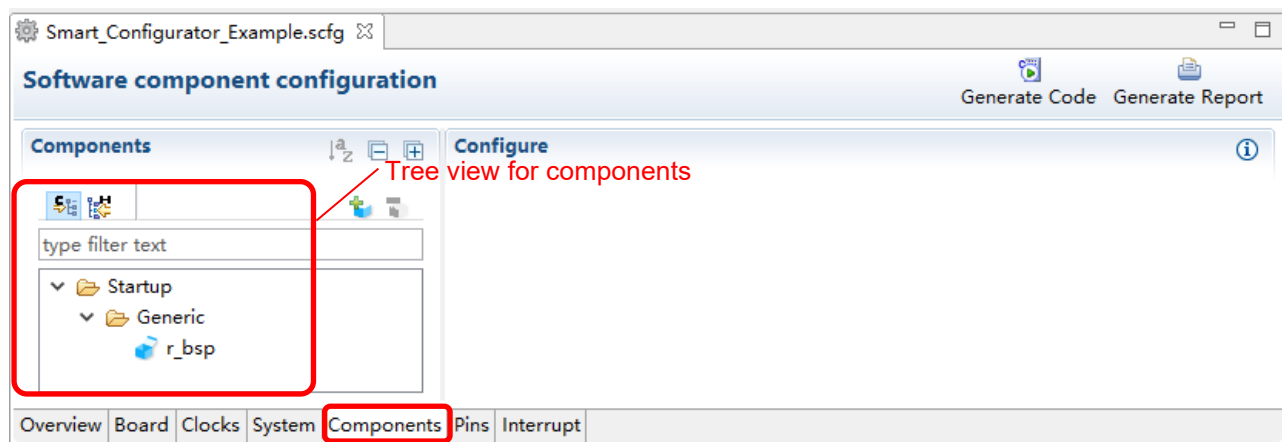 Smart_Configurator_Example.scfg
Software component configuration
Generate Code Generate Report
Components
Configure
Tree view for components
type filter text
Startup
Generic
r_bsp
Overview Board Clocks System Components Pins Interrupt